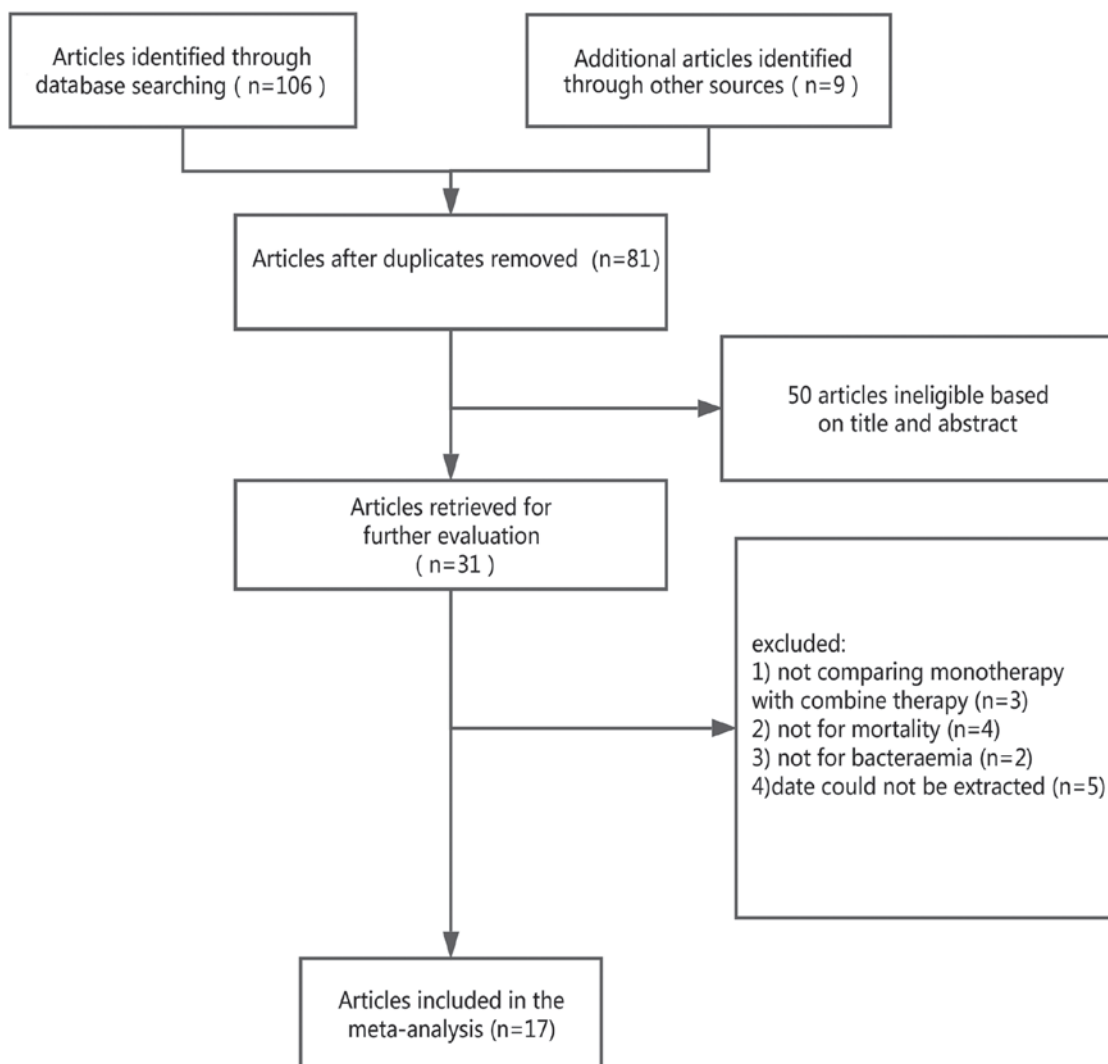 Articles identified through
database searching ( n=106 )
Additional articles identified
through other sources ( n=9 )
Articles after duplicates removed  (n=81)
50 articles ineligible based
on title and abstract
Articles retrieved for
further evaluation
( n=31 )
excluded:
1) not comparing monotherapy
with combine therapy (n=3)
2) not for mortality (n=4)
3) not for bacteraemia (n=2)
4)date could not be extracted (n=5)
Articles included in the
meta-analysis (n=17)